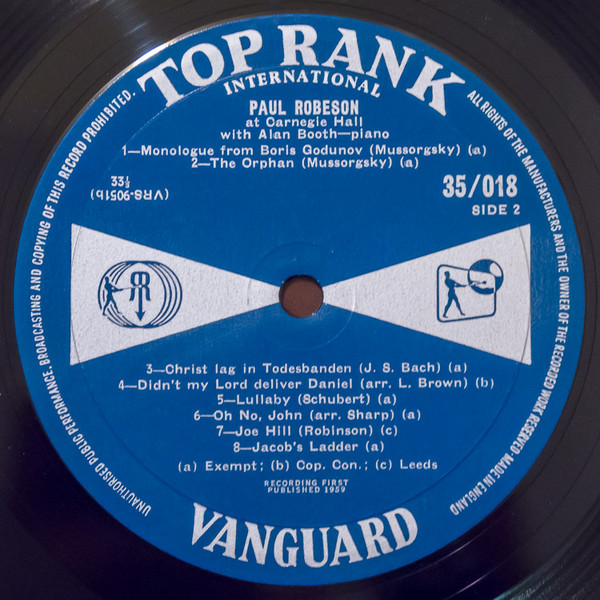 TOP RANK
INTERNATIONAL
PAUL ROBESON
at Carnegie Hall
with Alan Booth—piano
1—Monologue from Boris Godunov (Mussorgsky) (a)
2—The Orphan (Mussorgsky) (a)
(VRS-9051b)
33⅓
35/018
SIDE 2
3—Christ lag in Todesbanden (J. S. Bach) (a)
4—Didn't my Lord deliver Daniel (arr. L. Brown) (b)
5—Lullaby (Schubert) (a)
6—Oh No, John (arr. Sharp) (a)
7—Joe Hill (Robinson) (c)
8—Jacob's Ladder (a)
(a) Exempt; (b) Cop. Con.; (c) Leeds
RECORDING FIRST
PUBLISHED 1959
VANGUARD
UNAUTHORISED PUBLIC PERFORMANCE, BROADCASTING AND COPYING OF THIS RECORD PROHIBITED.
ALL RIGHTS OF THE MANUFACTURERS AND THE OWNER OF THE RECORDED WORK RESERVED
MADE IN ENGLAND